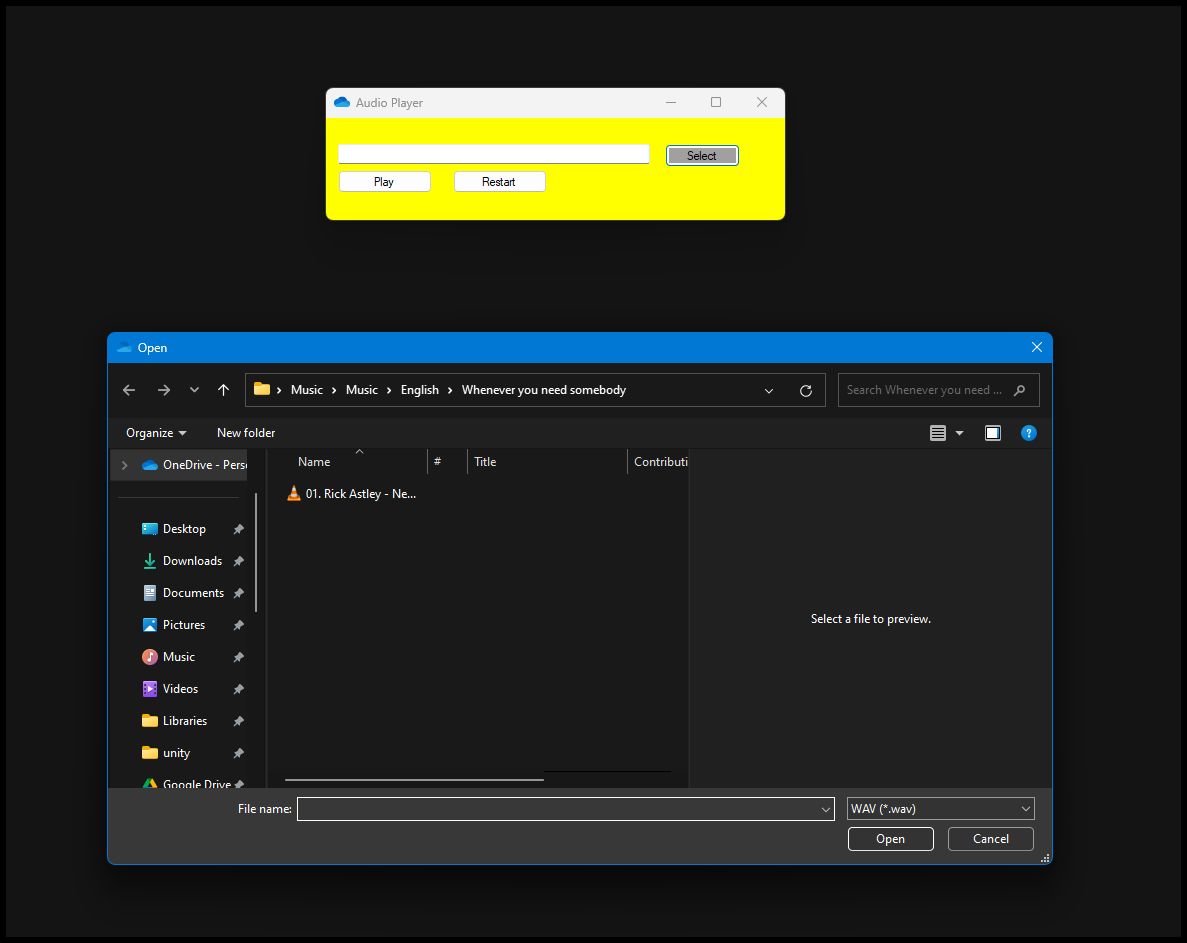 Audio Player
Select
Play
Restart
Open
Music
Music
English
Whenever you need somebody
Search Whenever you need ...
Organize
New folder
?
OneDrive - Perso
Name
#
Title
Contributi
01. Rick Astley - Ne...
Desktop
Downloads
Documents
Pictures
Music
Videos
Libraries
unity
Google Drive
Select a file to preview.
File name:
WAV (*.wav)
Open
Cancel